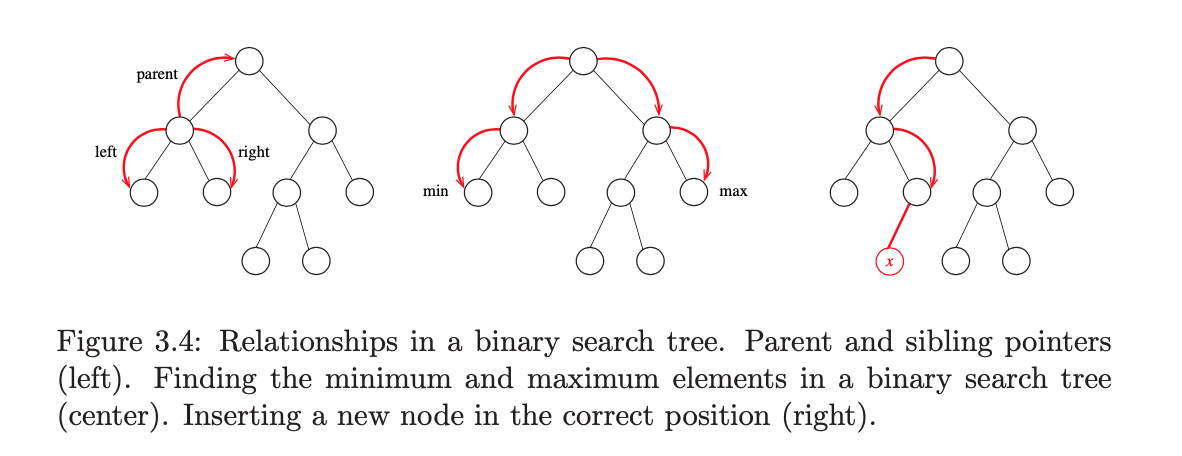 parent
left
right
min
max
x
Figure 3.4: Relationships in a binary search tree. Parent and sibling pointers
(left). Finding the minimum and maximum elements in a binary search tree
(center). Inserting a new node in the correct position (right).